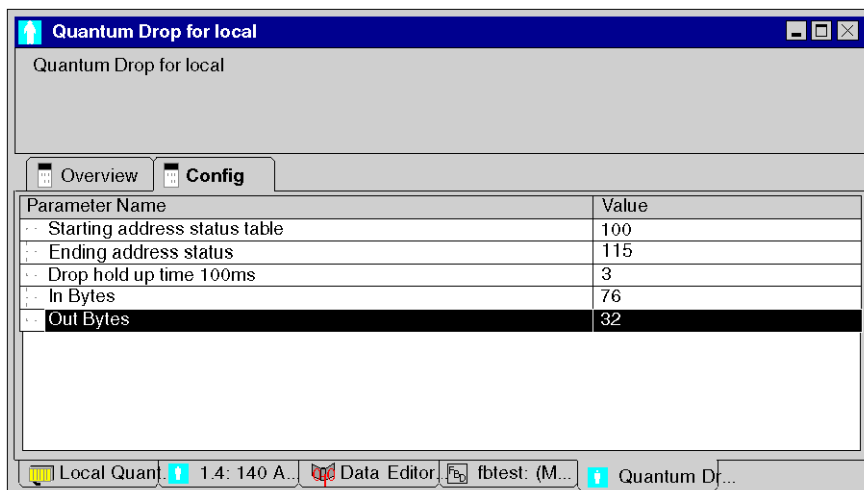 Quantum Drop for local
Quantum Drop for local
Overview Config
Parameter Name Value
Starting address status table 100
Ending address status 115
Drop hold up time 100ms 3
In Bytes 76
Out Bytes 32
Local Quant. 1.4: 140 A... Data Editor. FBD fbtest: (M... Quantum Dr...